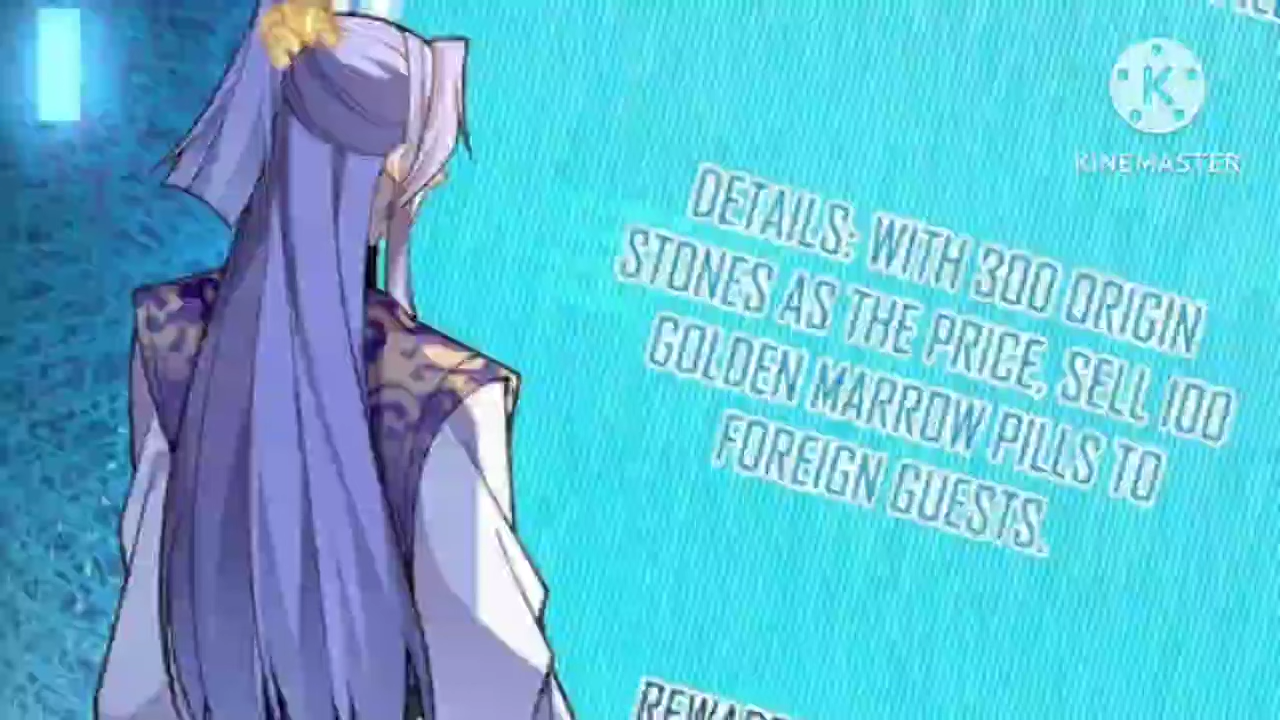 KINEMASTER
DETAILS: WITH 300 ORIGIN
STONES AS THE PRICE, SELL 100
GOLDEN MARROW PILLS TO
FOREIGN GUESTS.